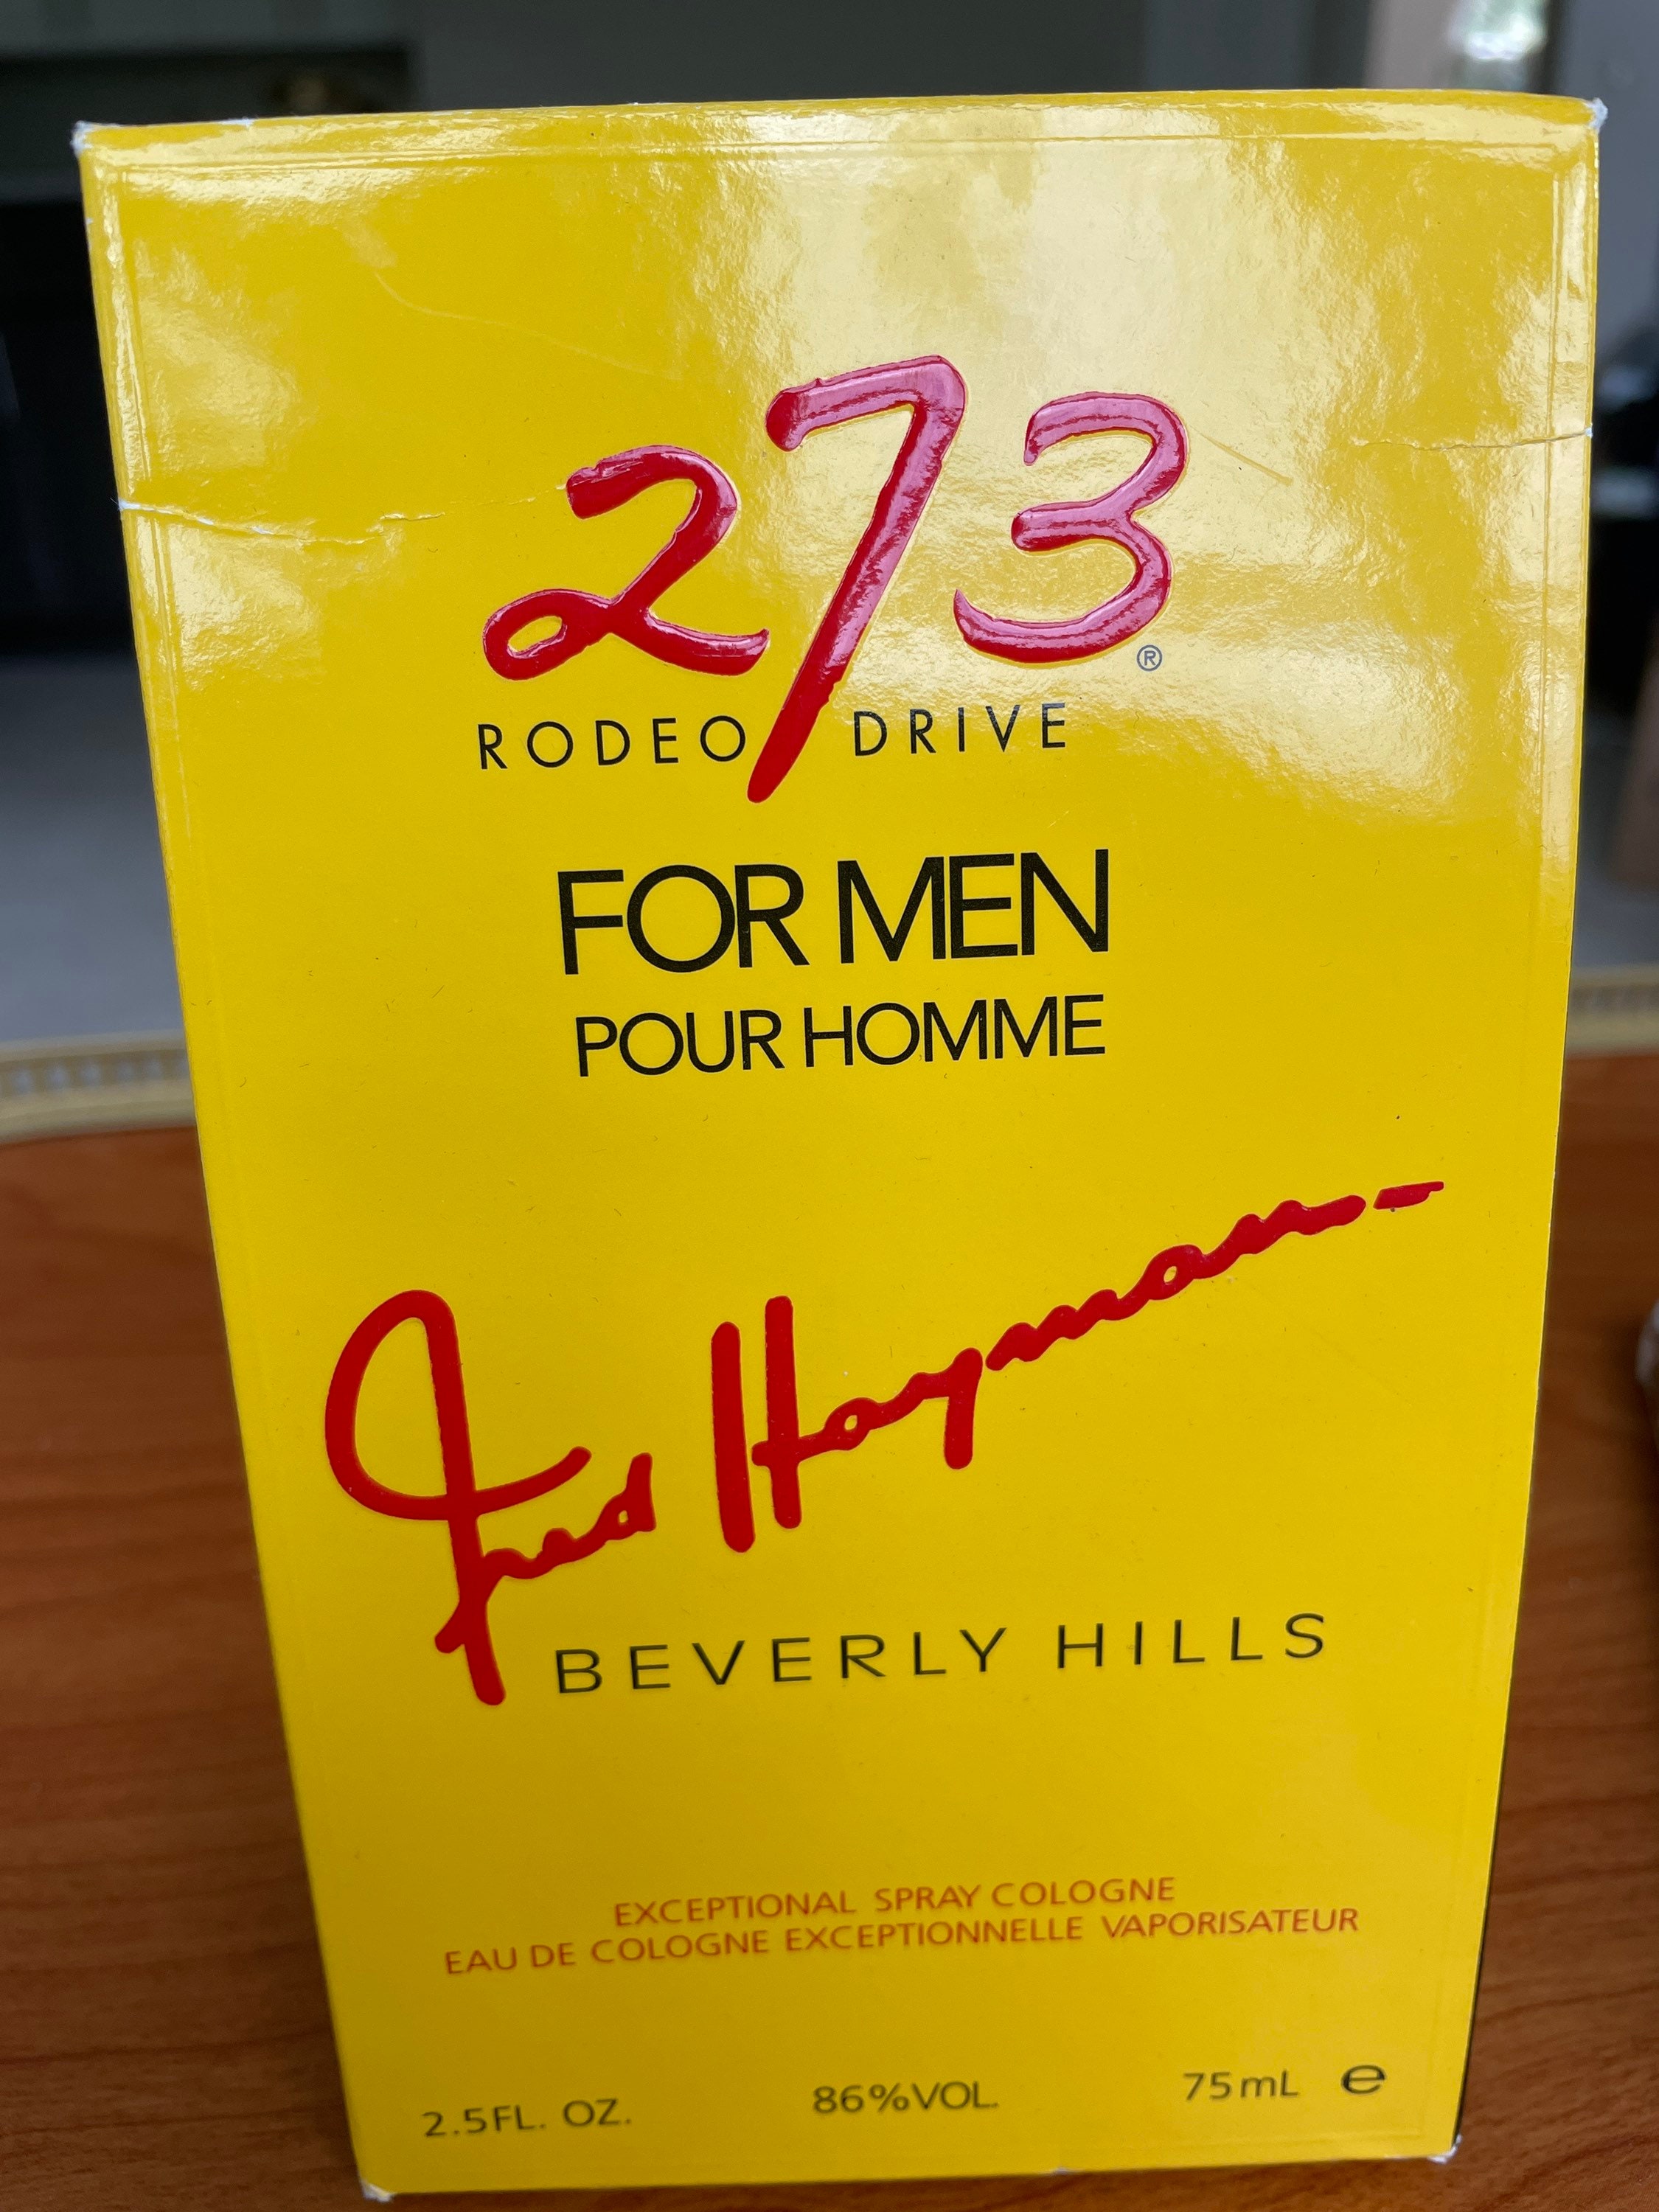 273®
RODEO DRIVE
FOR MEN
POUR HOMME
Fred Hayman
BEVERLY HILLS
EXCEPTIONAL SPRAY COLOGNE
EAU DE COLOGNE EXCEPTIONNELLE VAPORISATEUR
2.5FL. OZ. 86%VOL. 75mL ℮